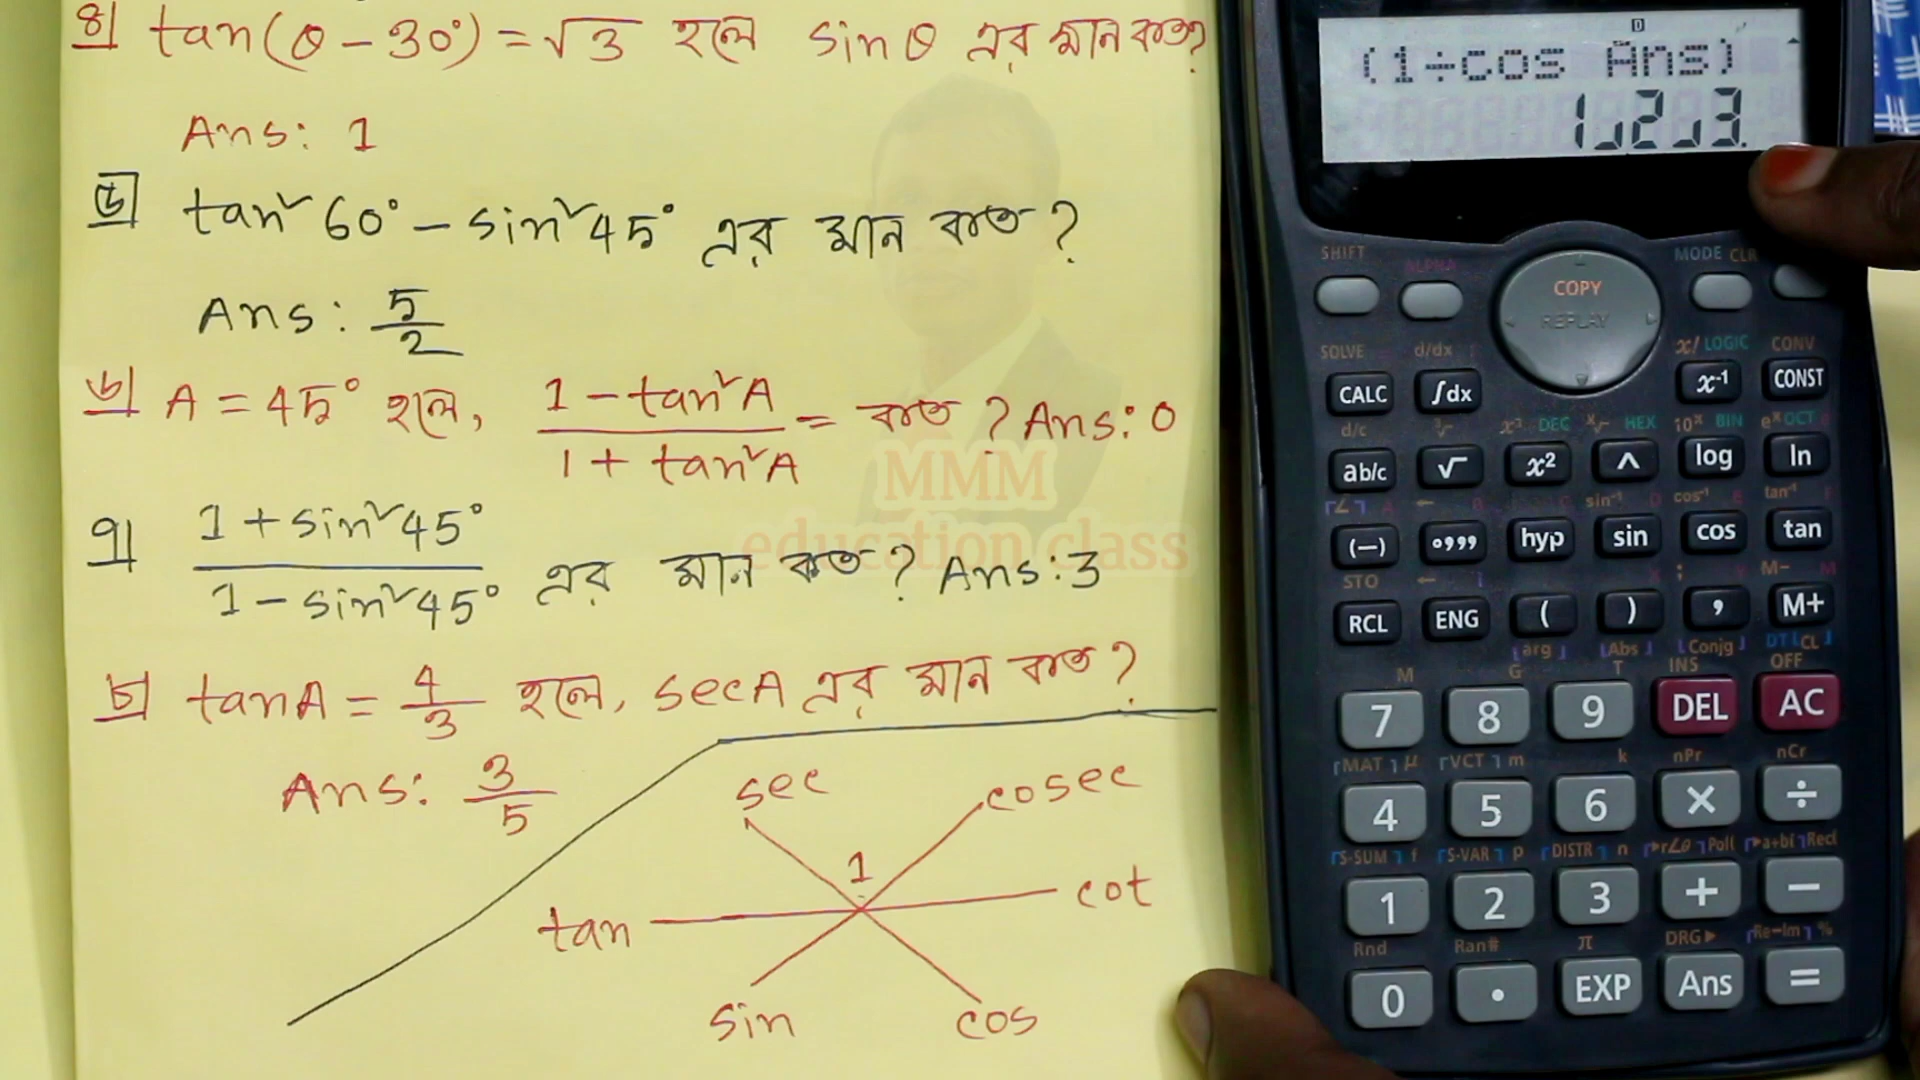 ৪| tan(θ - 30°) = √3 হলে sinθ এর মান কত?
Ans: 1
৫| tan²60° - sin²45° এর মান কত?
Ans: 5/2
৬| A = 45° হলে, (1 - tan²A)/(1 + tan²A) = কত? Ans: 0
৭| (1 + sin²45°)/(1 - sin²45°) এর মান কত? Ans: 3
৮| tanA = 4/3 হলে, secA এর মান কত?
Ans: 3/5
sec cosec
1
tan cot
sin cos
MMM
education class
D
(1÷cos Ans)
1⌟2⌟3.
SHIFT ALPHA COPY MODE CLR
REPLAY
SOLVE d/dx x! LOGIC CONV
CALC ∫dx x⁻¹ CONST
d/c ³√ x³ DEC ˣ√ HEX 10ˣ BIN eˣ OCT
ab/c √ x² ^ log ln
∠ A ← B C sin⁻¹ D cos⁻¹ E tan⁻¹ F
(−) °,,, hyp sin cos tan
STO ← i X ; Y M− M
RCL ENG ( ) , M+
arg Abs Conjg DT CL
M G T INS OFF
7 8 9 DEL AC
MAT μ VCT m k nPr nCr
4 5 6 × ÷
S-SUM f S-VAR p DISTR n ▸r∠θ Pol( ▸a+bi Rec(
1 2 3 + −
Rnd Ran# π DRG▸ Re⇔Im %
0 • EXP Ans =